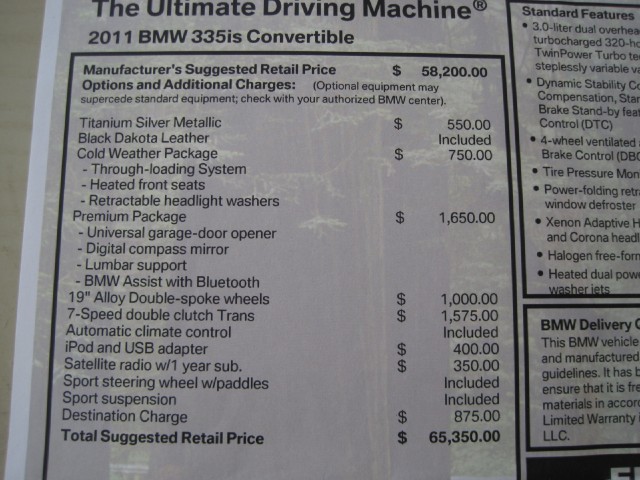 The Ultimate Driving Machine®
2011 BMW 335is Convertible
Manufacturer's Suggested Retail Price $ 58,200.00
Options and Additional Charges: (Optional equipment may
supercede standard equipment; check with your authorized BMW center).
Titanium Silver Metallic $ 550.00
Black Dakota Leather Included
Cold Weather Package $ 750.00
- Through-loading System
- Heated front seats
- Retractable headlight washers
Premium Package $ 1,650.00
- Universal garage-door opener
- Digital compass mirror
- Lumbar support
- BMW Assist with Bluetooth
19" Alloy Double-spoke wheels $ 1,000.00
7-Speed double clutch Trans $ 1,575.00
Automatic climate control Included
iPod and USB adapter $ 400.00
Satellite radio w/1 year sub. $ 350.00
Sport steering wheel w/paddles Included
Sport suspension Included
Destination Charge $ 875.00
Total Suggested Retail Price $ 65,350.00
Standard Features
• 3.0-liter dual overhea
turbocharged 320-ho
TwinPower Turbo te
steplessly variable va
• Dynamic Stability Co
Compensation, Star
Brake Stand-by feat
Control (DTC)
• 4-wheel ventilated
Brake Control (DBC
• Tire Pressure Mon
• Power-folding retr
window defroster
• Xenon Adaptive H
and Corona headl
• Halogen free-form
• Heated dual pow
washer jets
BMW Delivery
This BMW vehicle
and manufactured
guidelines. It has b
ensure that it is fre
materials in accor
Limited Warranty
LLC.